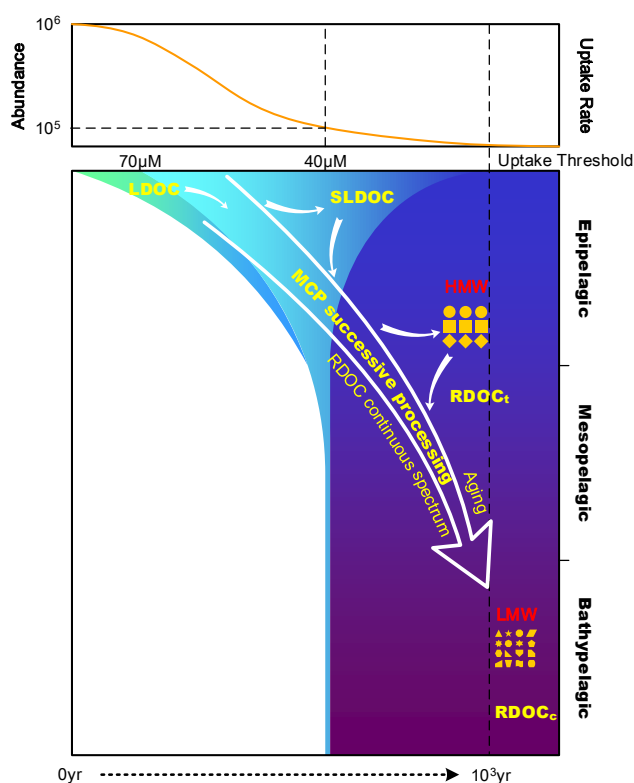 10⁶
Abundance
10⁵
Uptake Rate
70μM
40μM
Uptake Threshold
LDOC
SLDOC
HMW
RDOCₜ
MCP successive processing
RDOC continuous spectrum
Aging
LMW
RDOC꜀
Epipelagic
Mesopelagic
Bathypelagic
0yr
10³yr